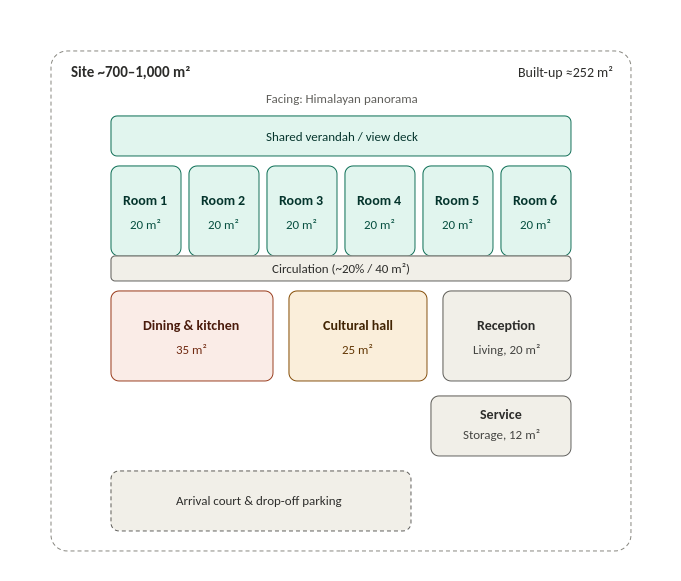 Site ~700–1,000 m²
Built-up ≈252 m²
Facing: Himalayan panorama
Shared verandah / view deck
Room 1
20 m²
Room 2
20 m²
Room 3
20 m²
Room 4
20 m²
Room 5
20 m²
Room 6
20 m²
Circulation (~20% / 40 m²)
Dining & kitchen
35 m²
Cultural hall
25 m²
Reception
Living, 20 m²
Service
Storage, 12 m²
Arrival court & drop-off parking